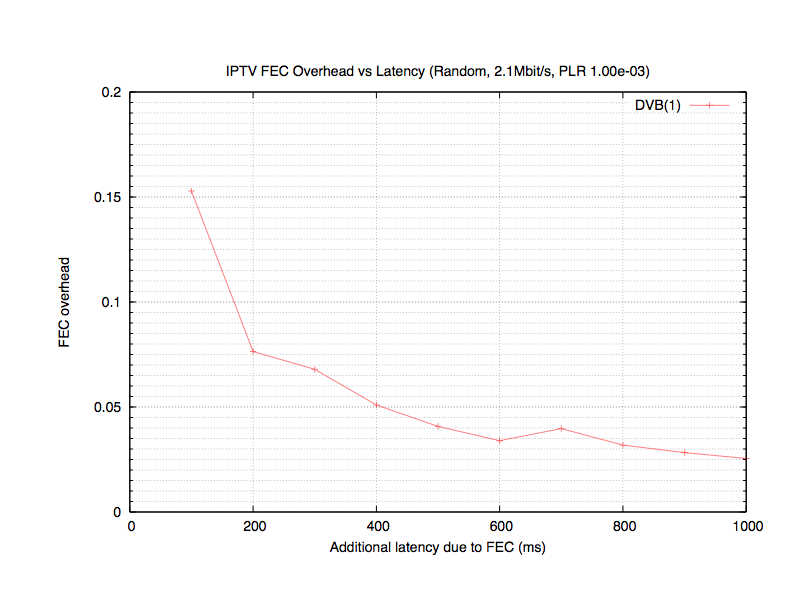 IPTV FEC Overhead vs Latency (Random, 2.1Mbit/s, PLR 1.00e-03)
DVB(1)
0.2
0.15
0.1
0.05
0
FEC overhead
0 200 400 600 800 1000
Additional latency due to FEC (ms)